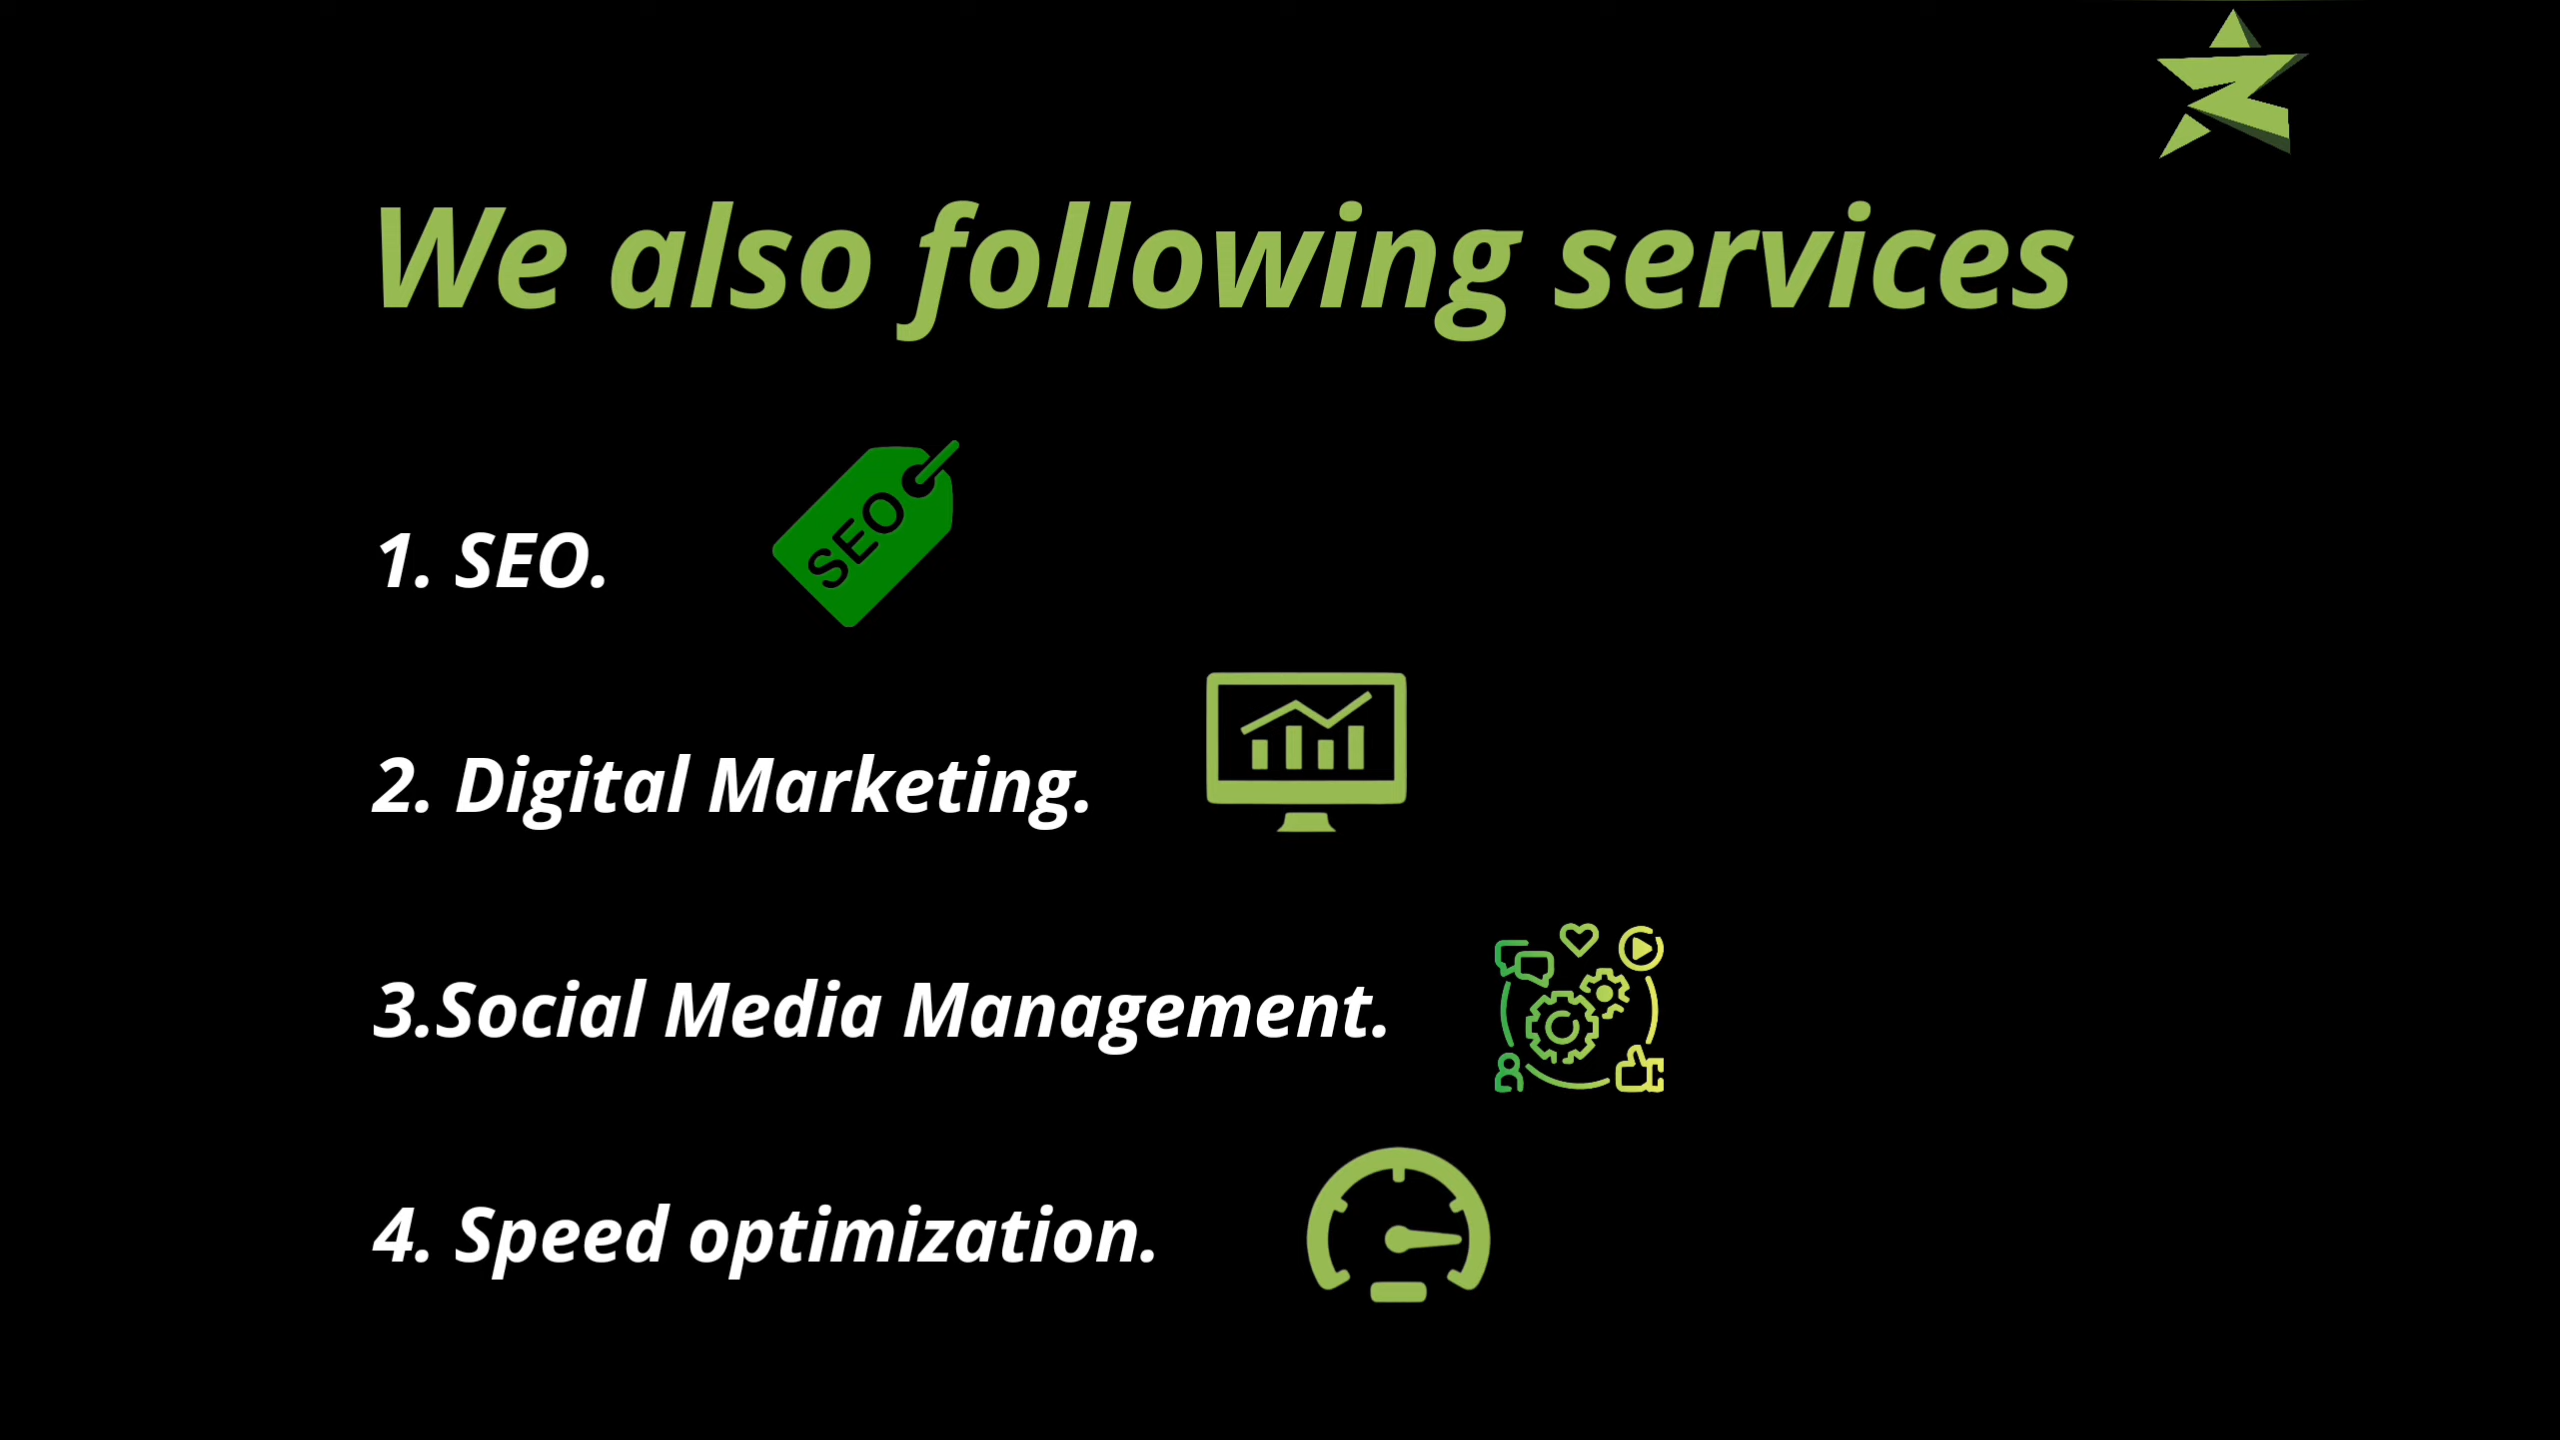 We also following services
1. SEO.
SEO
2. Digital Marketing.
3.Social Media Management.
4. Speed optimization.